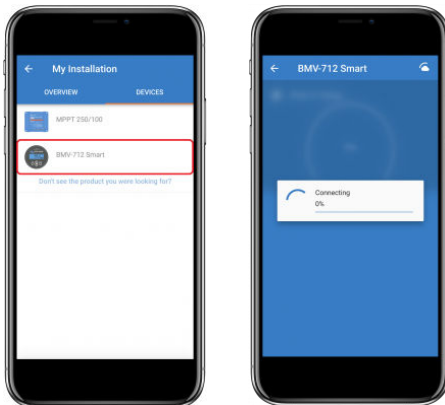 My Installation
OVERVIEW
DEVICES
MPPT 250/100
BMV-712 Smart
Don't see the product you were looking for?
BMV-712 Smart
Connecting
0%